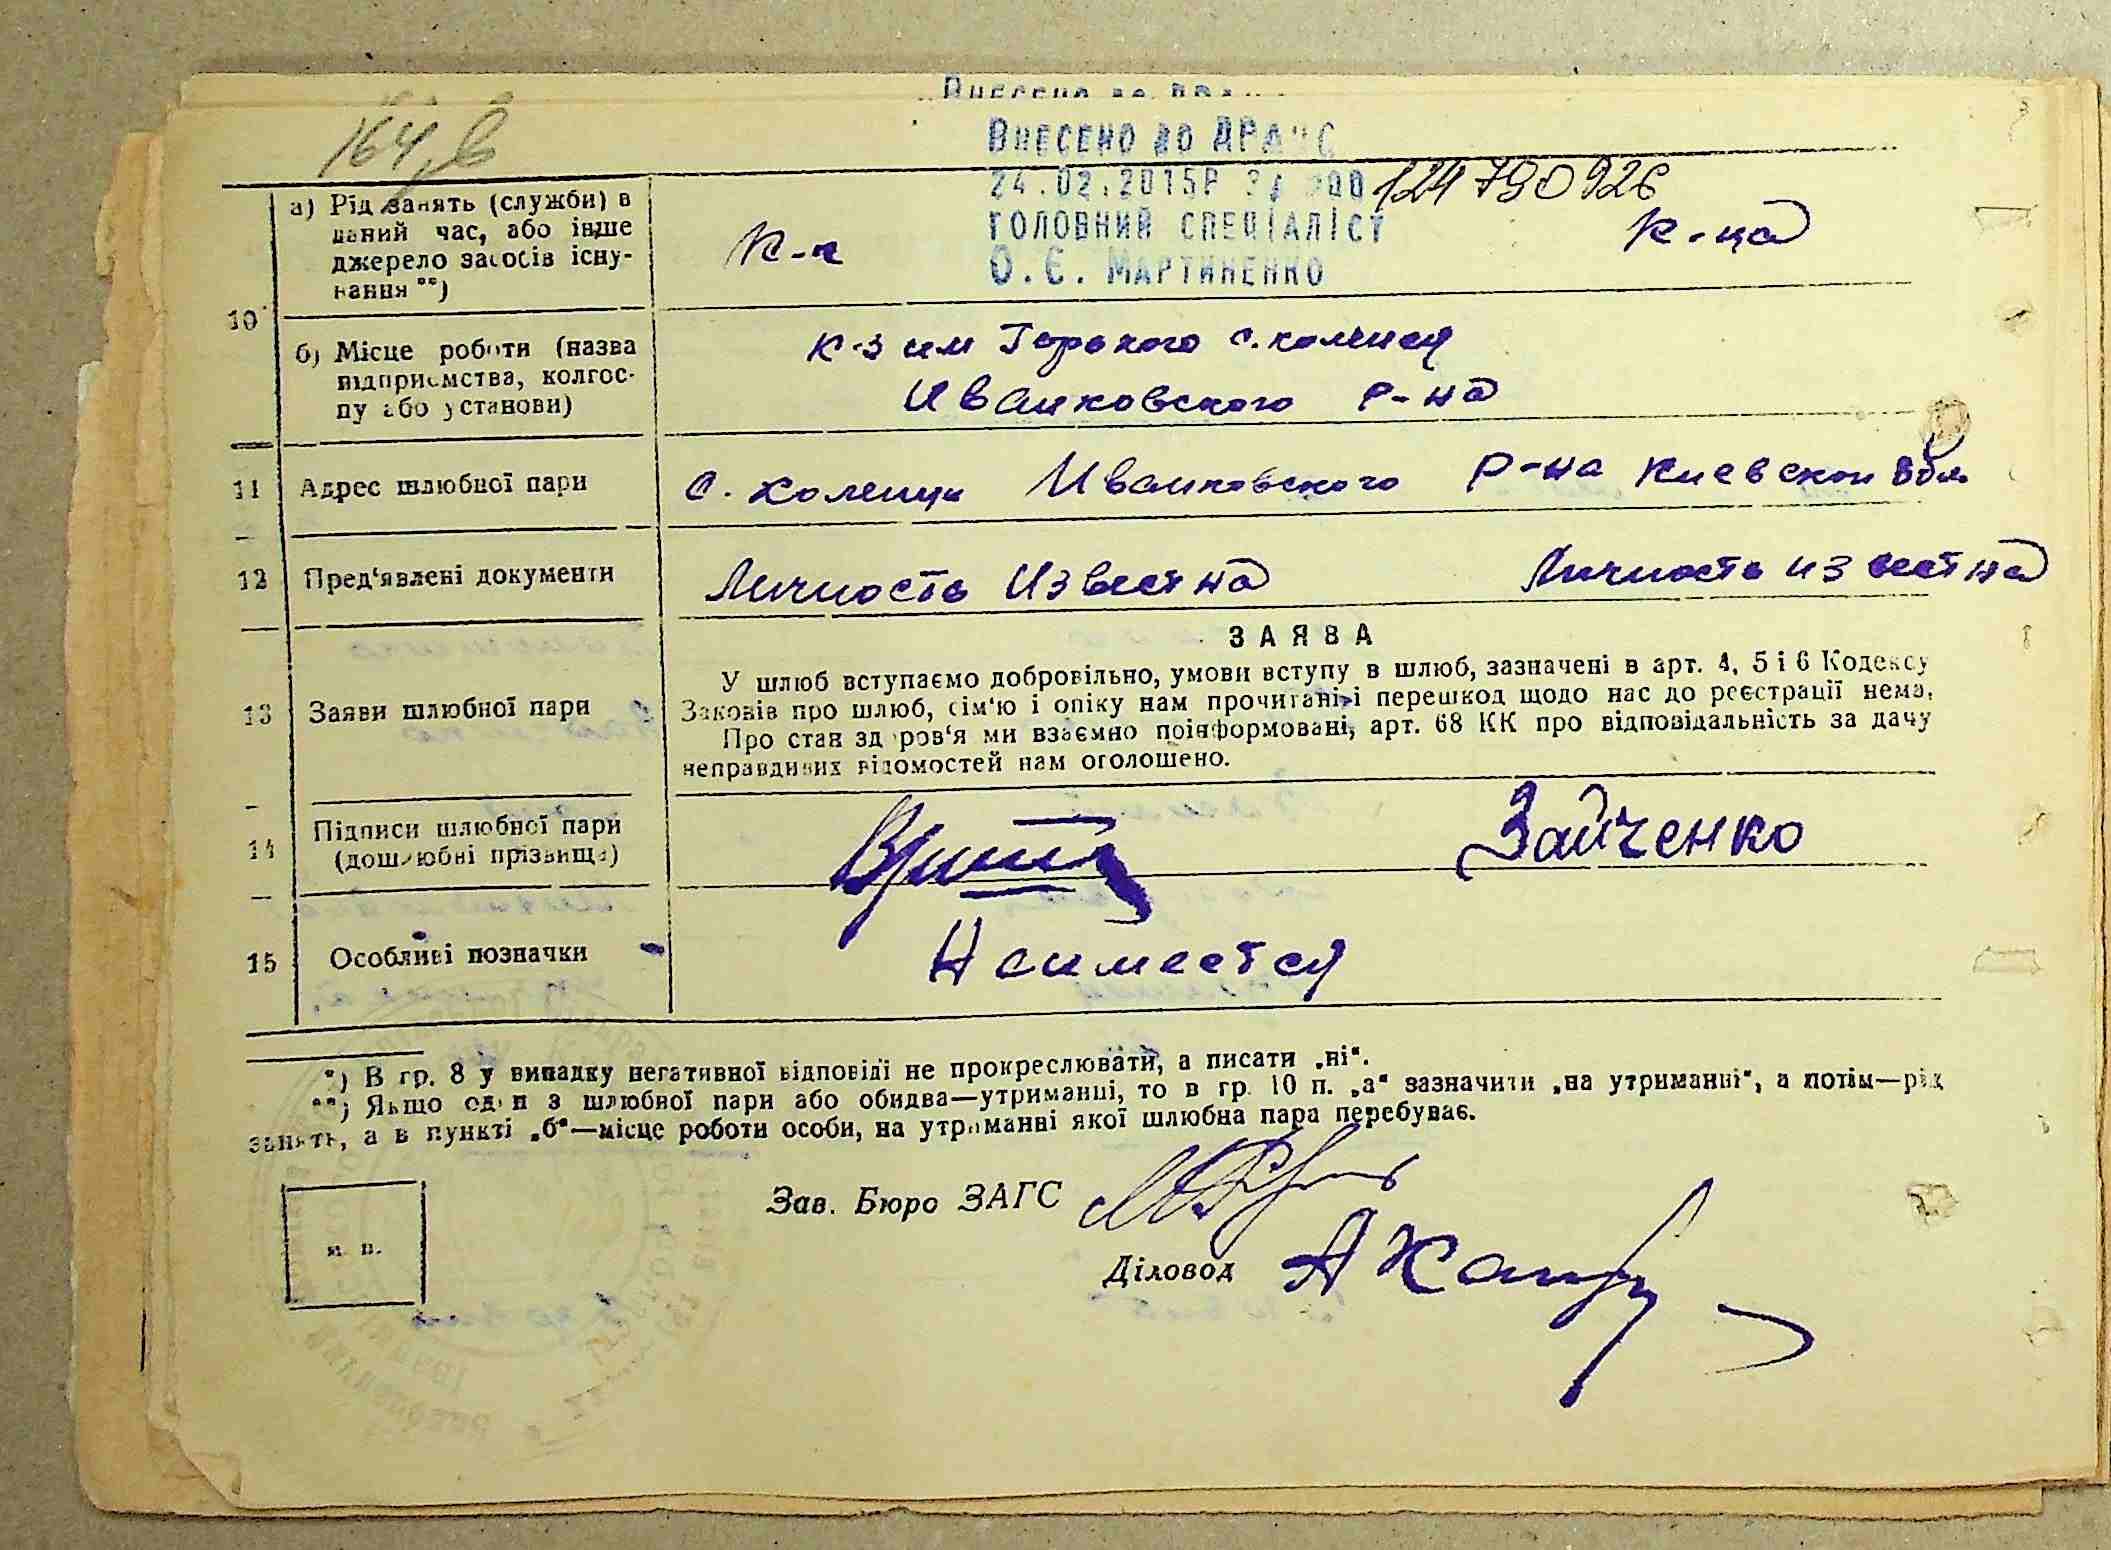 164, в
Внесено до ДРАЦС
24.02.2015р за 00
124790926
головний спеціаліст
О.Є. Мартиненко
10
а) Рід занять (служби) в
даний час, або інше
джерело засобів існу-
вання **)
К-к
К-ца
б) Місце роботи (назва
підприємства, колгос-
пу або установи)
к-з им Горького с.
Иванковского р-на
11
Адрес шлюбної пари
с. Иванковского р-на Киевской обл
12
Пред'явлені документи
Личность известна
Личность известна
13
Заяви шлюбної пари
ЗАЯВА
У шлюб вступаємо добровільно, умови вступу в шлюб, зазначені в арт. 4, 5 і 6 Кодексу
Законів про шлюб, сім'ю і опіку нам прочитані і перешкод щодо нас до реєстрації нема.
Про стан здоров'я ми взаємно поінформовані, арт. 68 КК про відповідальність за дачу
неправдивих відомостей нам оголошено.
14
Підписи шлюбної пари
(дошлюбні прізвища)
Зайченко
15
Особливі позначки
Неимеется
*) В гр. 8 у випадку негативної відповіді не прокреслювати, а писати „ні“.
**) Якщо один з шлюбної пари або обидва—утриманці, то в гр. 10 п. „а“ зазначити „на утриманні“, а потім—рід
занять, а в пункті „б“—місце роботи особи, на утриманні якої шлюбна пара перебуває.
Зав. Бюро ЗАГС
Діловод
м. п.